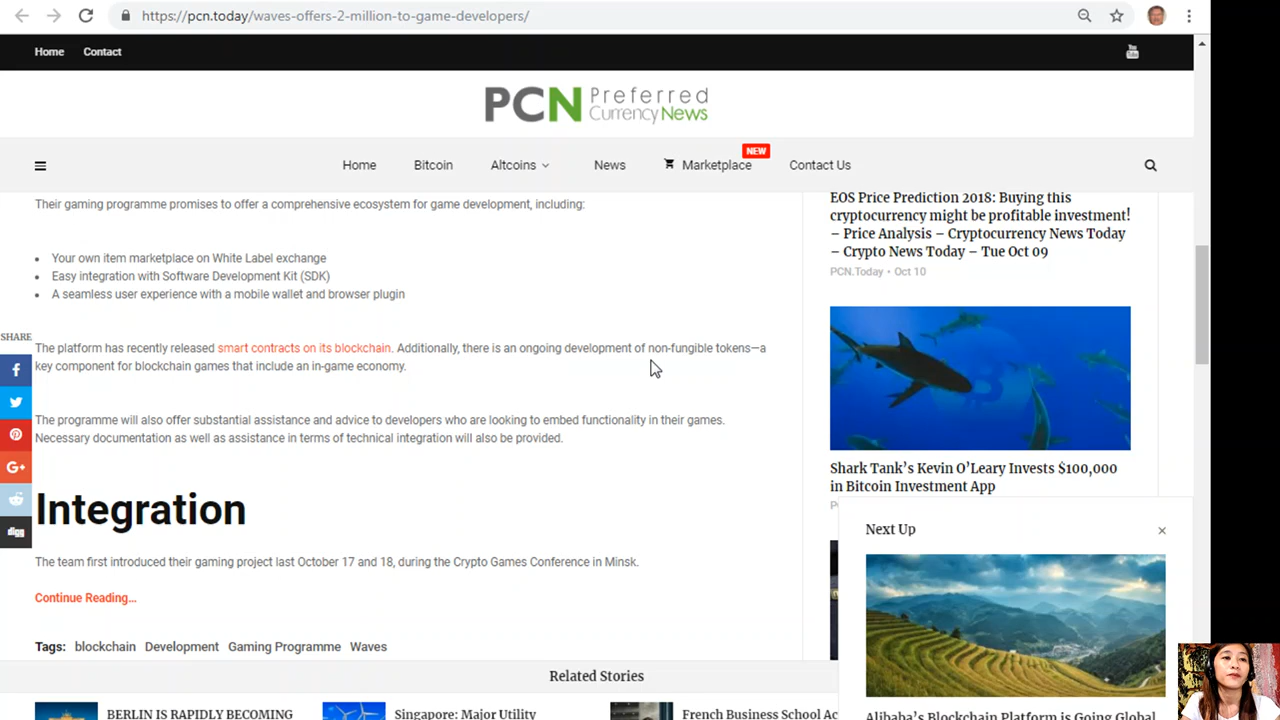 https://pcn.today/waves-offers-2-million-to-game-developers/
Home Contact
PCN Preferred CurrencyNews
NEW
Home Bitcoin Altcoins News Marketplace Contact Us
Their gaming programme promises to offer a comprehensive ecosystem for game development, including:
• Your own item marketplace on White Label exchange
• Easy integration with Software Development Kit (SDK)
• A seamless user experience with a mobile wallet and browser plugin
SHARE
The platform has recently released smart contracts on its blockchain. Additionally, there is an ongoing development of non-fungible tokens—a
key component for blockchain games that include an in-game economy.
The programme will also offer substantial assistance and advice to developers who are looking to embed functionality in their games.
Necessary documentation as well as assistance in terms of technical integration will also be provided.
digg
Integration
The team first introduced their gaming project last October 17 and 18, during the Crypto Games Conference in Minsk.
Continue Reading...
Tags: blockchain Development Gaming Programme Waves
EOS Price Prediction 2018: Buying this
cryptocurrency might be profitable investment!
– Price Analysis – Cryptocurrency News Today
– Crypto News Today – Tue Oct 09
PCN.Today • Oct 10
Shark Tank's Kevin O'Leary Invests $100,000
in Bitcoin Investment App
Next Up
Alibaba's Blockchain Platform is Going Global
Related Stories
BERLIN IS RAPIDLY BECOMING
Singapore: Major Utility
French Business School Ac